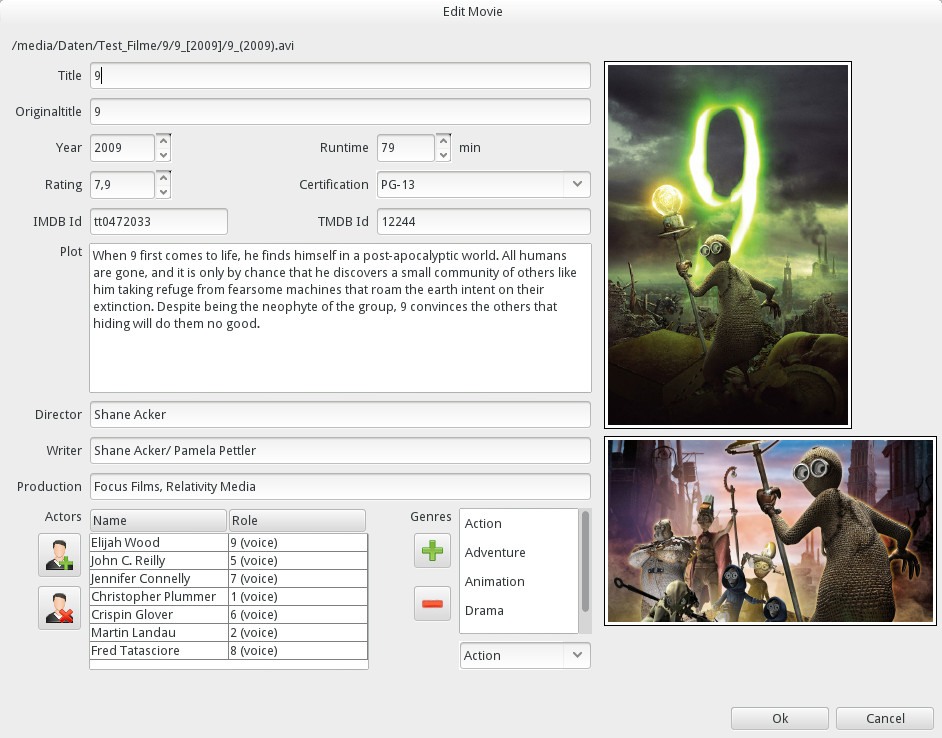 Edit Movie
/media/Daten/Test_Filme/9/9_[2009]/9_(2009).avi
Title 9
Originaltitle 9
Year 2009 Runtime 79 min
Rating 7,9 Certification PG-13
IMDB Id tt0472033 TMDB Id 12244
Plot When 9 first comes to life, he finds himself in a post-apocalyptic world. All humans
are gone, and it is only by chance that he discovers a small community of others like
him taking refuge from fearsome machines that roam the earth intent on their
extinction. Despite being the neophyte of the group, 9 convinces the others that
hiding will do them no good.
Director Shane Acker
Writer Shane Acker/ Pamela Pettler
Production Focus Films, Relativity Media
Actors Name Role
Elijah Wood 9 (voice)
John C. Reilly 5 (voice)
Jennifer Connelly 7 (voice)
Christopher Plummer 1 (voice)
Crispin Glover 6 (voice)
Martin Landau 2 (voice)
Fred Tatasciore 8 (voice)
Genres Action
Adventure
Animation
Drama
Action
9
Ok Cancel